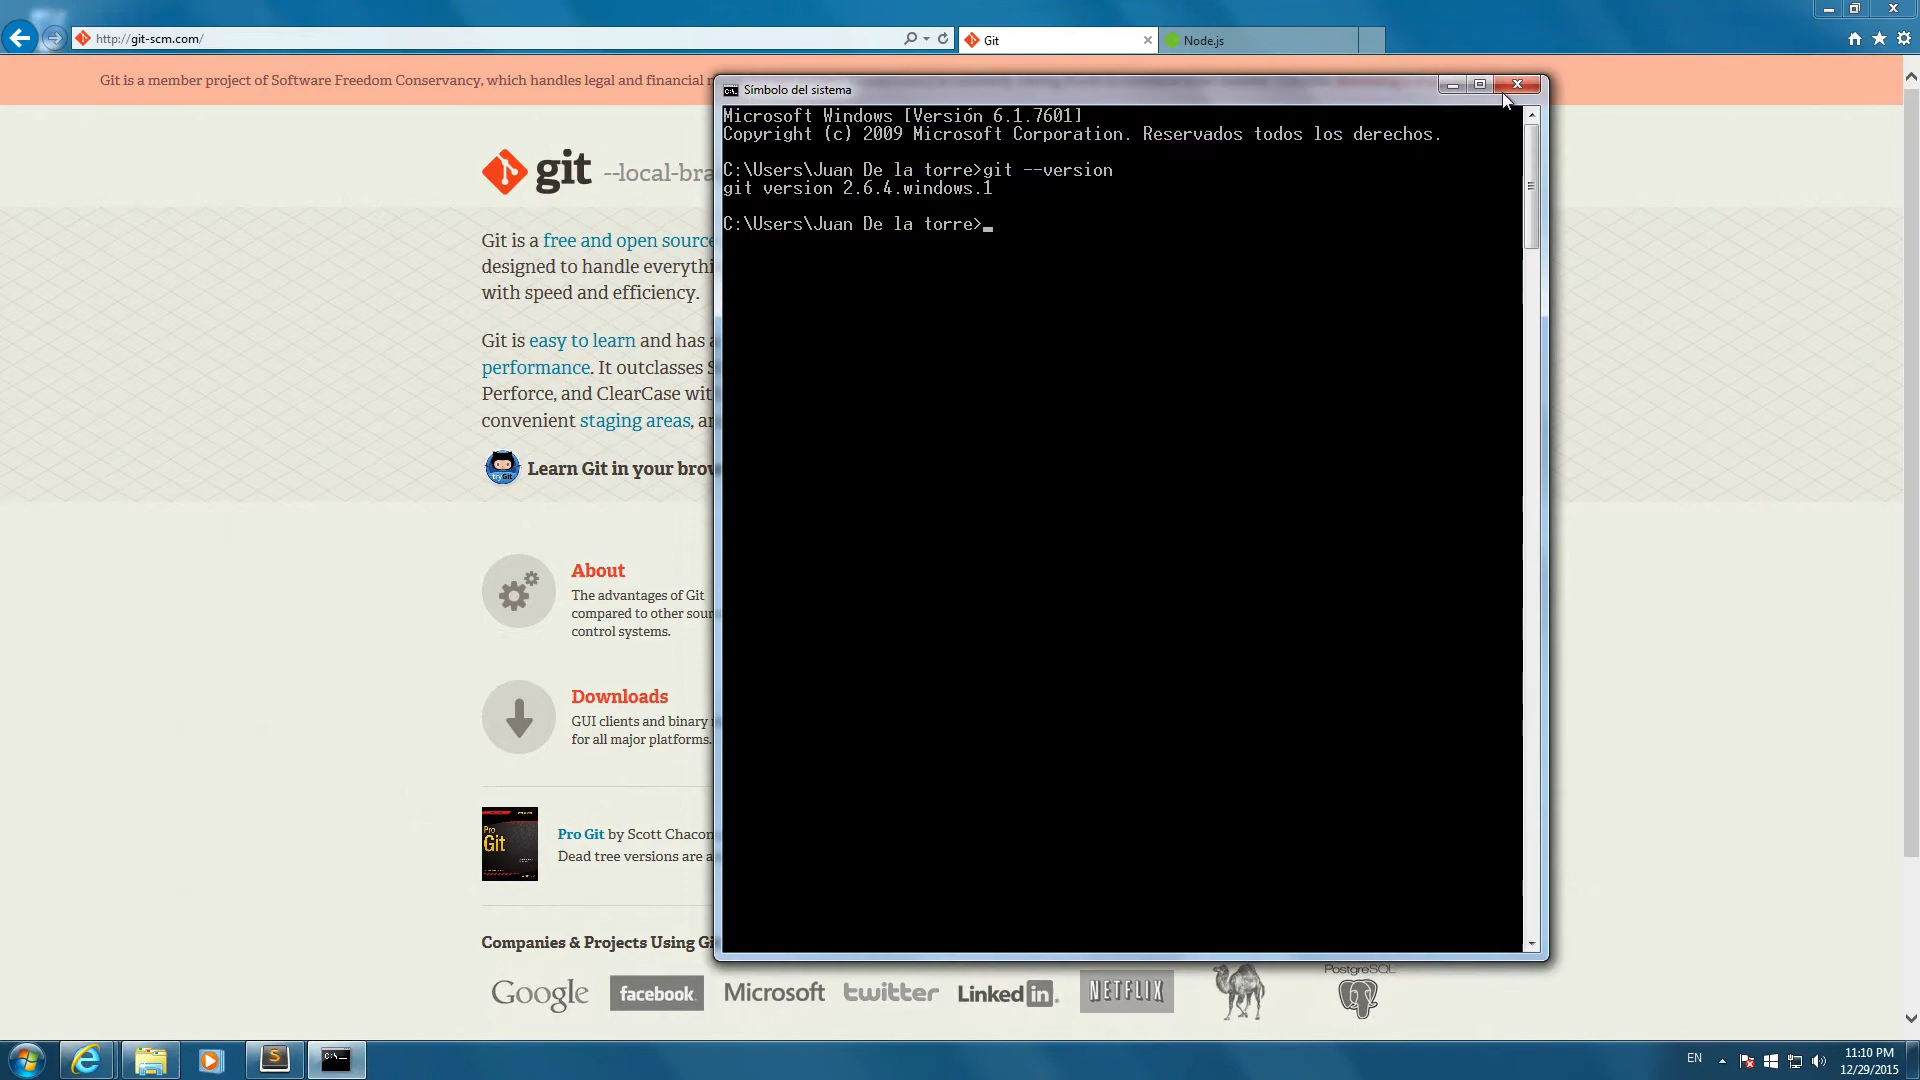 http://git-scm.com/
Git
Node.js
Git is a member project of Software Freedom Conservancy, which handles legal and financial
git --local-bra
Git is a free and open source
designed to handle everythi
with speed and efficiency.
Git is easy to learn and has a
performance. It outclasses S
Perforce, and ClearCase wit
convenient staging areas, an
tryGit
Learn Git in your brow
About
The advantages of Git
compared to other sour
control systems.
Downloads
GUI clients and binary
for all major platforms.
Pro
Git
Pro Git by Scott Chacon
Dead tree versions are a
Companies & Projects Using Gi
Google
facebook.
Microsoft
twitter
Linked in.
NETFLIX
PostgreSQL
Símbolo del sistema
Microsoft Windows [Versión 6.1.7601]
Copyright (c) 2009 Microsoft Corporation. Reservados todos los derechos.
C:\Users\Juan De la torre>git --version
git version 2.6.4.windows.1
C:\Users\Juan De la torre>_
EN
11:10 PM
12/29/2015